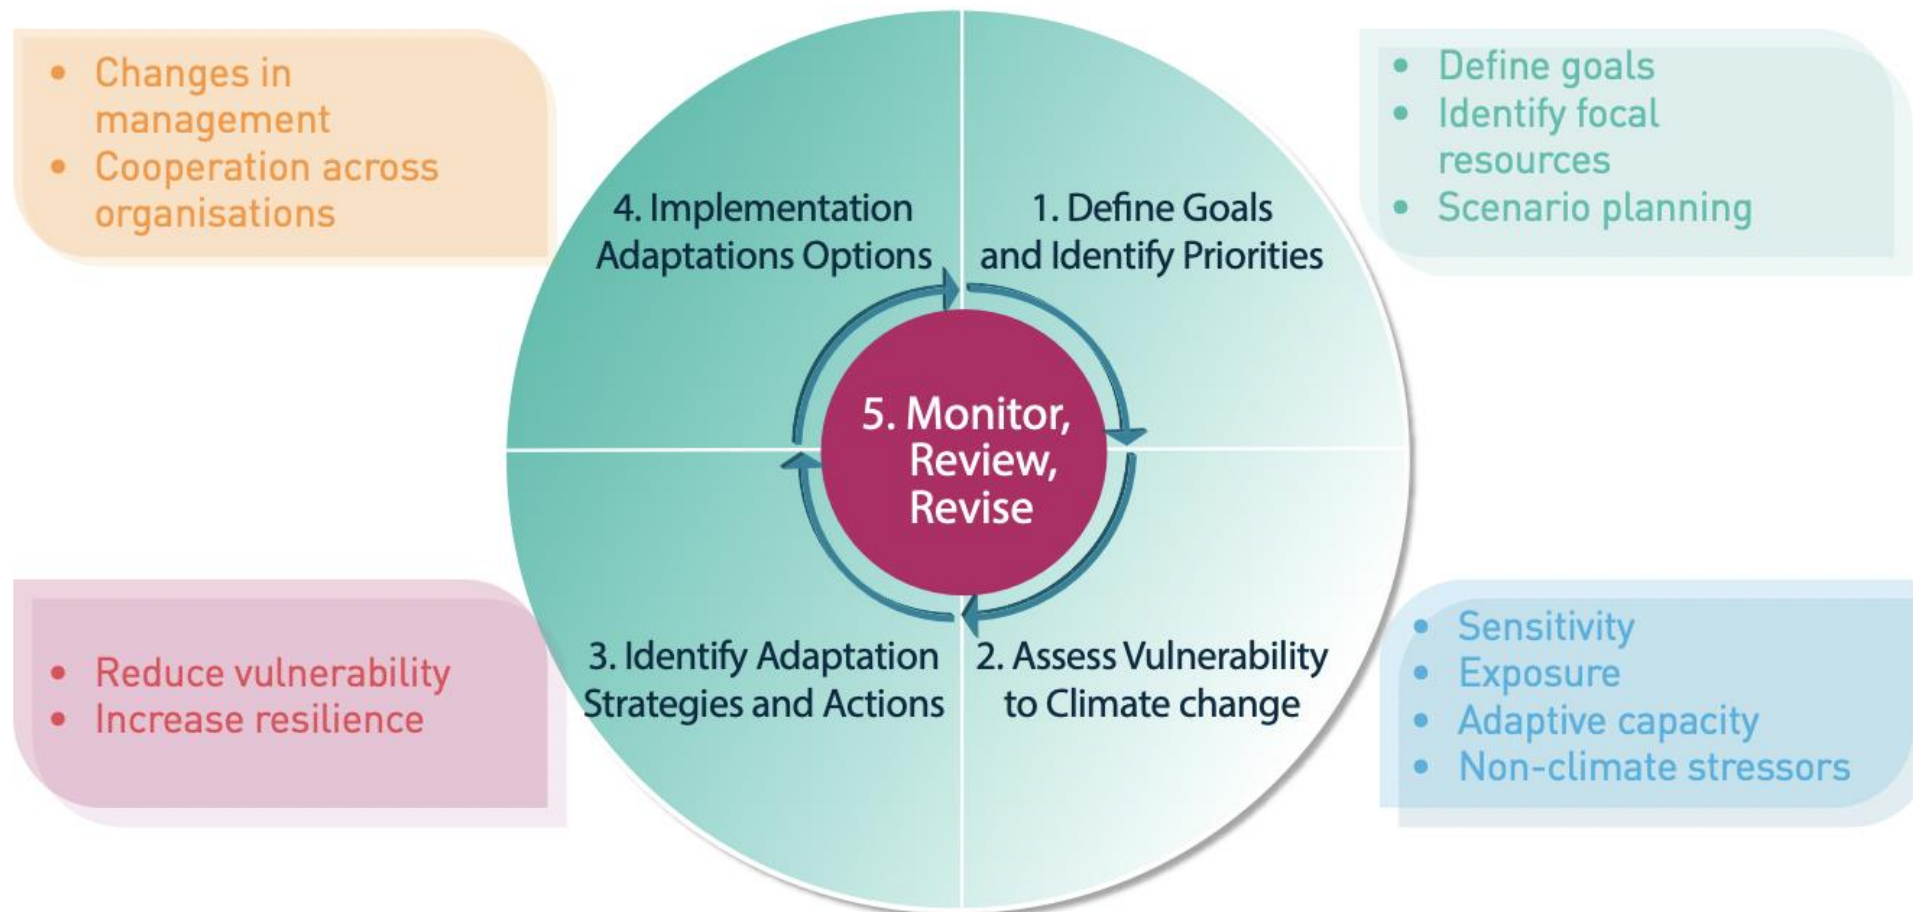 • Changes in
management
• Cooperation across
organisations
• Define goals
• Identify focal
resources
• Scenario planning
4. Implementation
Adaptations Options
1. Define Goals
and Identify Priorities
5. Monitor,
Review,
Revise
3. Identify Adaptation
Strategies and Actions
2. Assess Vulnerability
to Climate change
• Reduce vulnerability
• Increase resilience
• Sensitivity
• Exposure
• Adaptive capacity
• Non-climate stressors